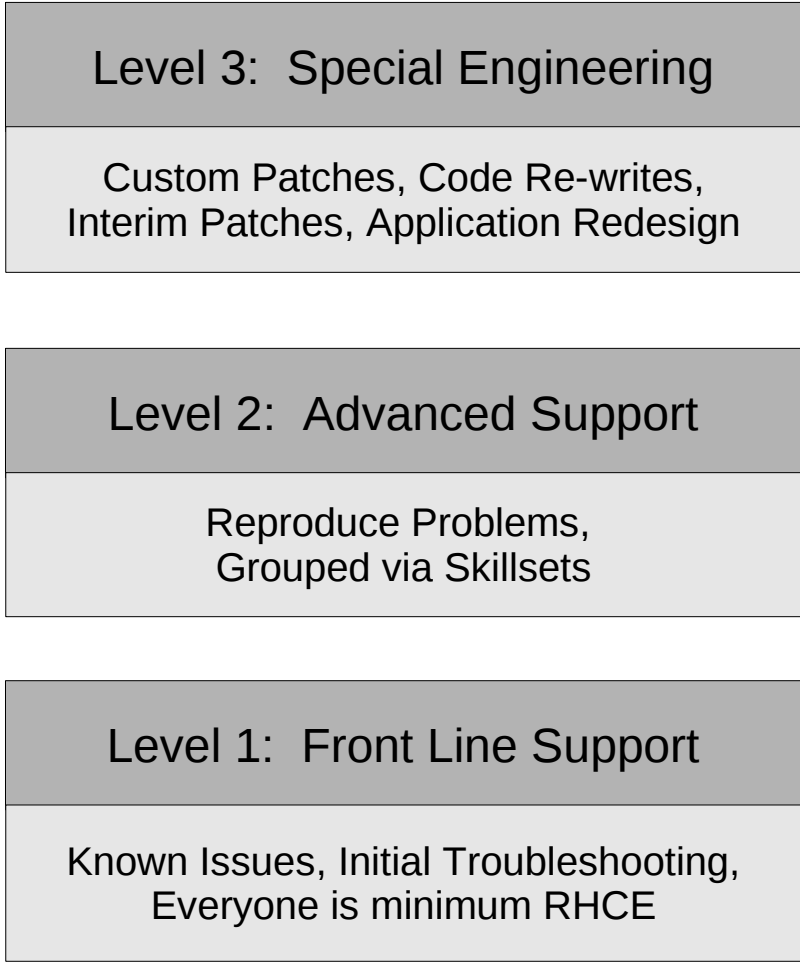 Level 3:  Special Engineering
Custom Patches, Code Re-writes,
Interim Patches, Application Redesign
Level 2:  Advanced Support
Reproduce Problems,
Grouped via Skillsets
Level 1:  Front Line Support
Known Issues, Initial Troubleshooting,
Everyone is minimum RHCE